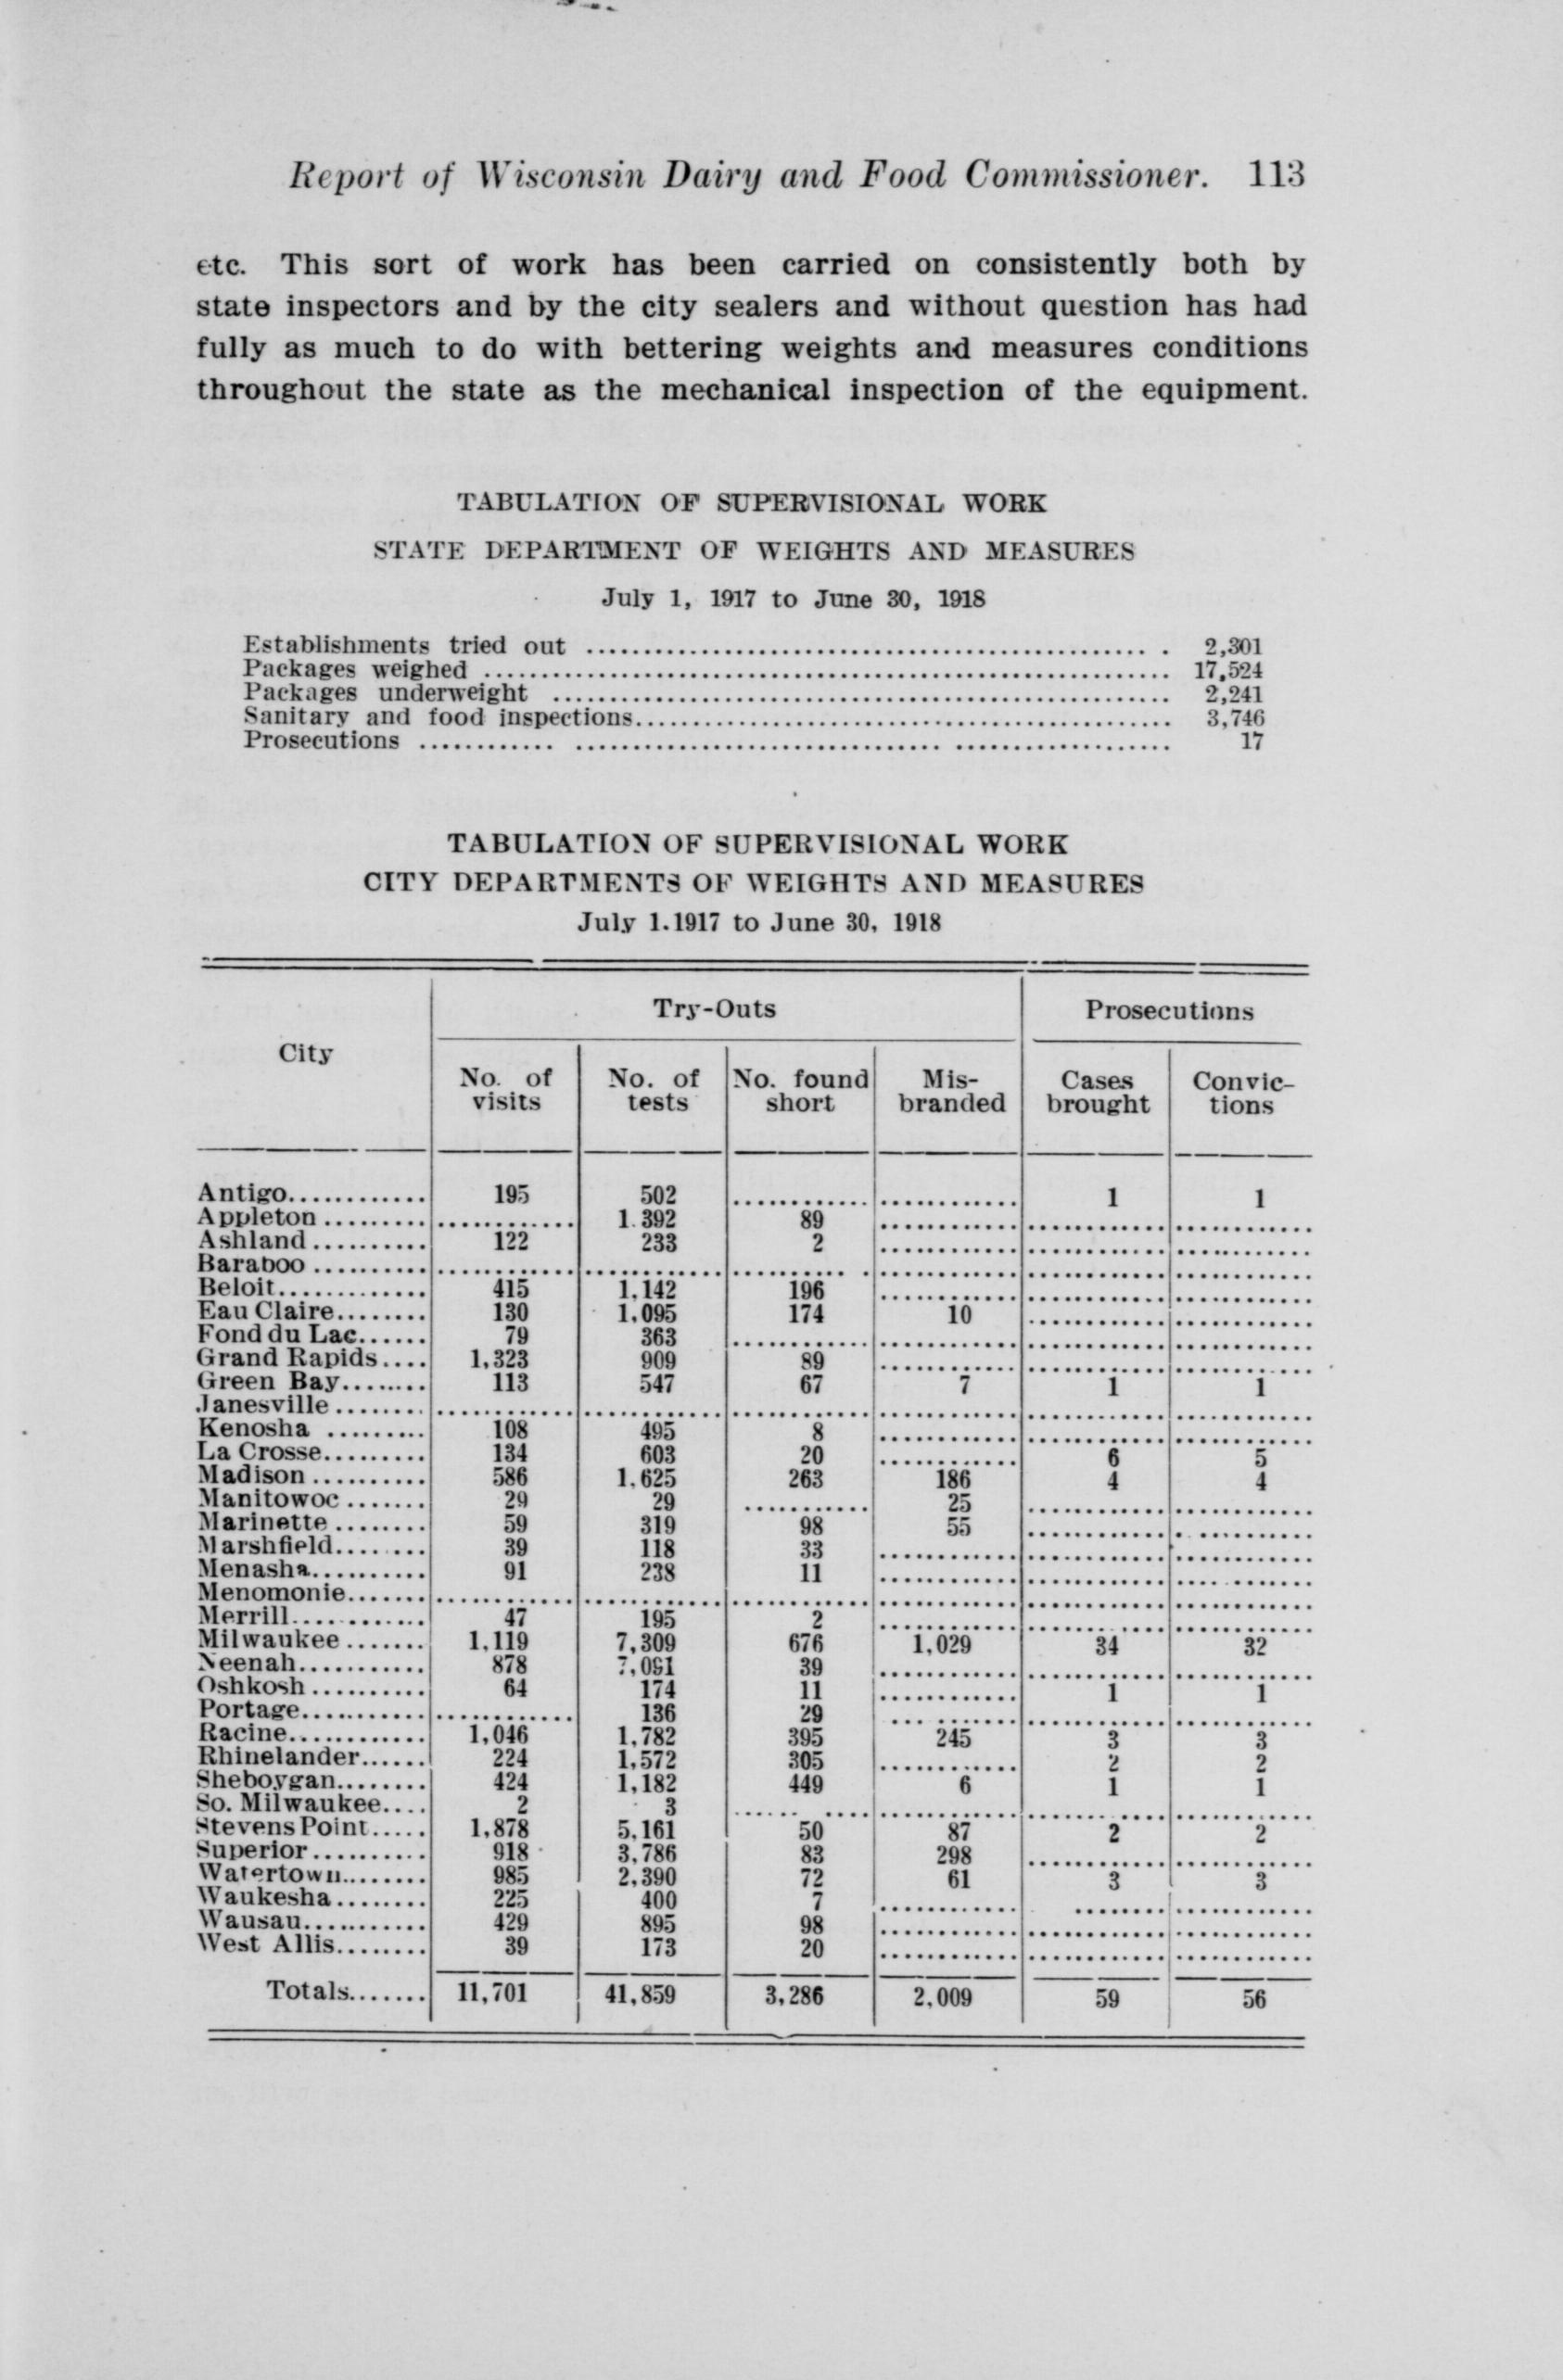 Report of Wisconsin Dairy and Food Commissioner. 113
etc. This sort of work has been carried on consistently both by
state inspectors and by the city sealers and without question has had
fully as much to do with bettering weights and measures conditions
throughout the state as the mechanical inspection of the equipment.
TABULATION OF SUPERVISIONAL WORK
STATE DEPARTMENT OF WEIGHTS AND MEASURES
July 1, 1917 to June 30, 1918
Establishments tried out 2,301
Packages weighed 17,524
Packages underweight 2,241
Sanitary and food inspections 3,746
Prosecutions 17
TABULATION OF SUPERVISIONAL WORK
CITY DEPARTMENTS OF WEIGHTS AND MEASURES
July 1.1917 to June 30, 1918
City Try-Outs Prosecutions
No. of visits No. of tests No. found short Mis-branded Cases brought Convic-tions
Antigo 195 502 1 1
Appleton 1.392 89
Ashland 122 233 2
Baraboo
Beloit 415 1,142 196
Eau Claire 130 1,095 174 10
Fond du Lac 79 363
Grand Rapids 1,323 909 89
Green Bay 113 547 67 7 1 1
Janesville
Kenosha 108 495 8
La Crosse 134 603 20 6 5
Madison 586 1,625 263 186 4 4
Manitowoc 29 29 25
Marinette 59 319 98 55
Marshfield 39 118 33
Menasha 91 238 11
Menomonie
Merrill 47 195 2
Milwaukee 1,119 7,309 676 1,029 34 32
Neenah 878 39
Oshkosh 64 174 11 1 1
Portage 136 29
Racine 1,046 1,782 395 245 3 3
Rhinelander 224 1,572 305 2 2
Sheboygan 424 1,182 449 6 1 1
So. Milwaukee 2 3
Stevens Point 1,878 5,161 50 87 2 2
Superior 918 3,786 83 298
Watertown 985 2,390 72 61 3 3
Waukesha 225 400 7
Wausau 429 895 98
West Allis 39 173 20
Totals 11,701 41,859 3,286 2,009 59 56